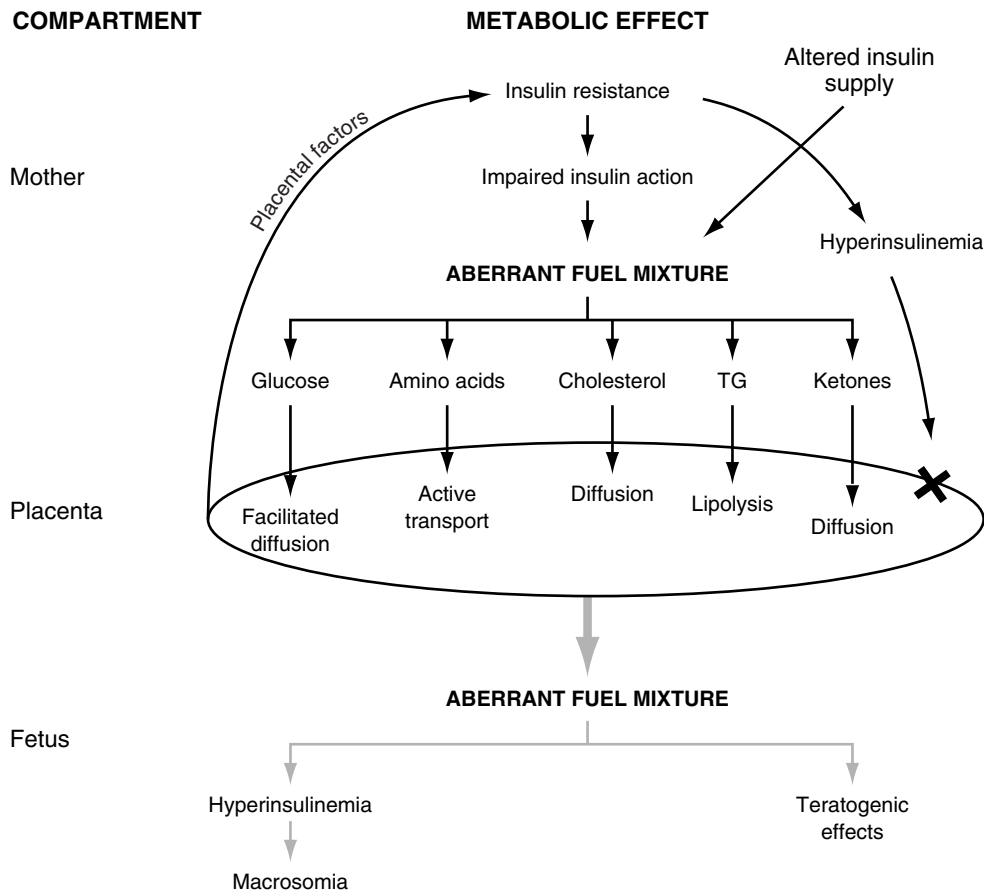 COMPARTMENT
METABOLIC EFFECT
Altered insulin
supply
Insulin resistance
Placental factors
Mother
Impaired insulin action
Hyperinsulinemia
ABERRANT FUEL MIXTURE
Glucose
Amino acids
Cholesterol
TG
Ketones
Placenta
Facilitated
diffusion
Active
transport
Diffusion
Lipolysis
Diffusion
ABERRANT FUEL MIXTURE
Fetus
Hyperinsulinemia
Teratogenic
effects
Macrosomia